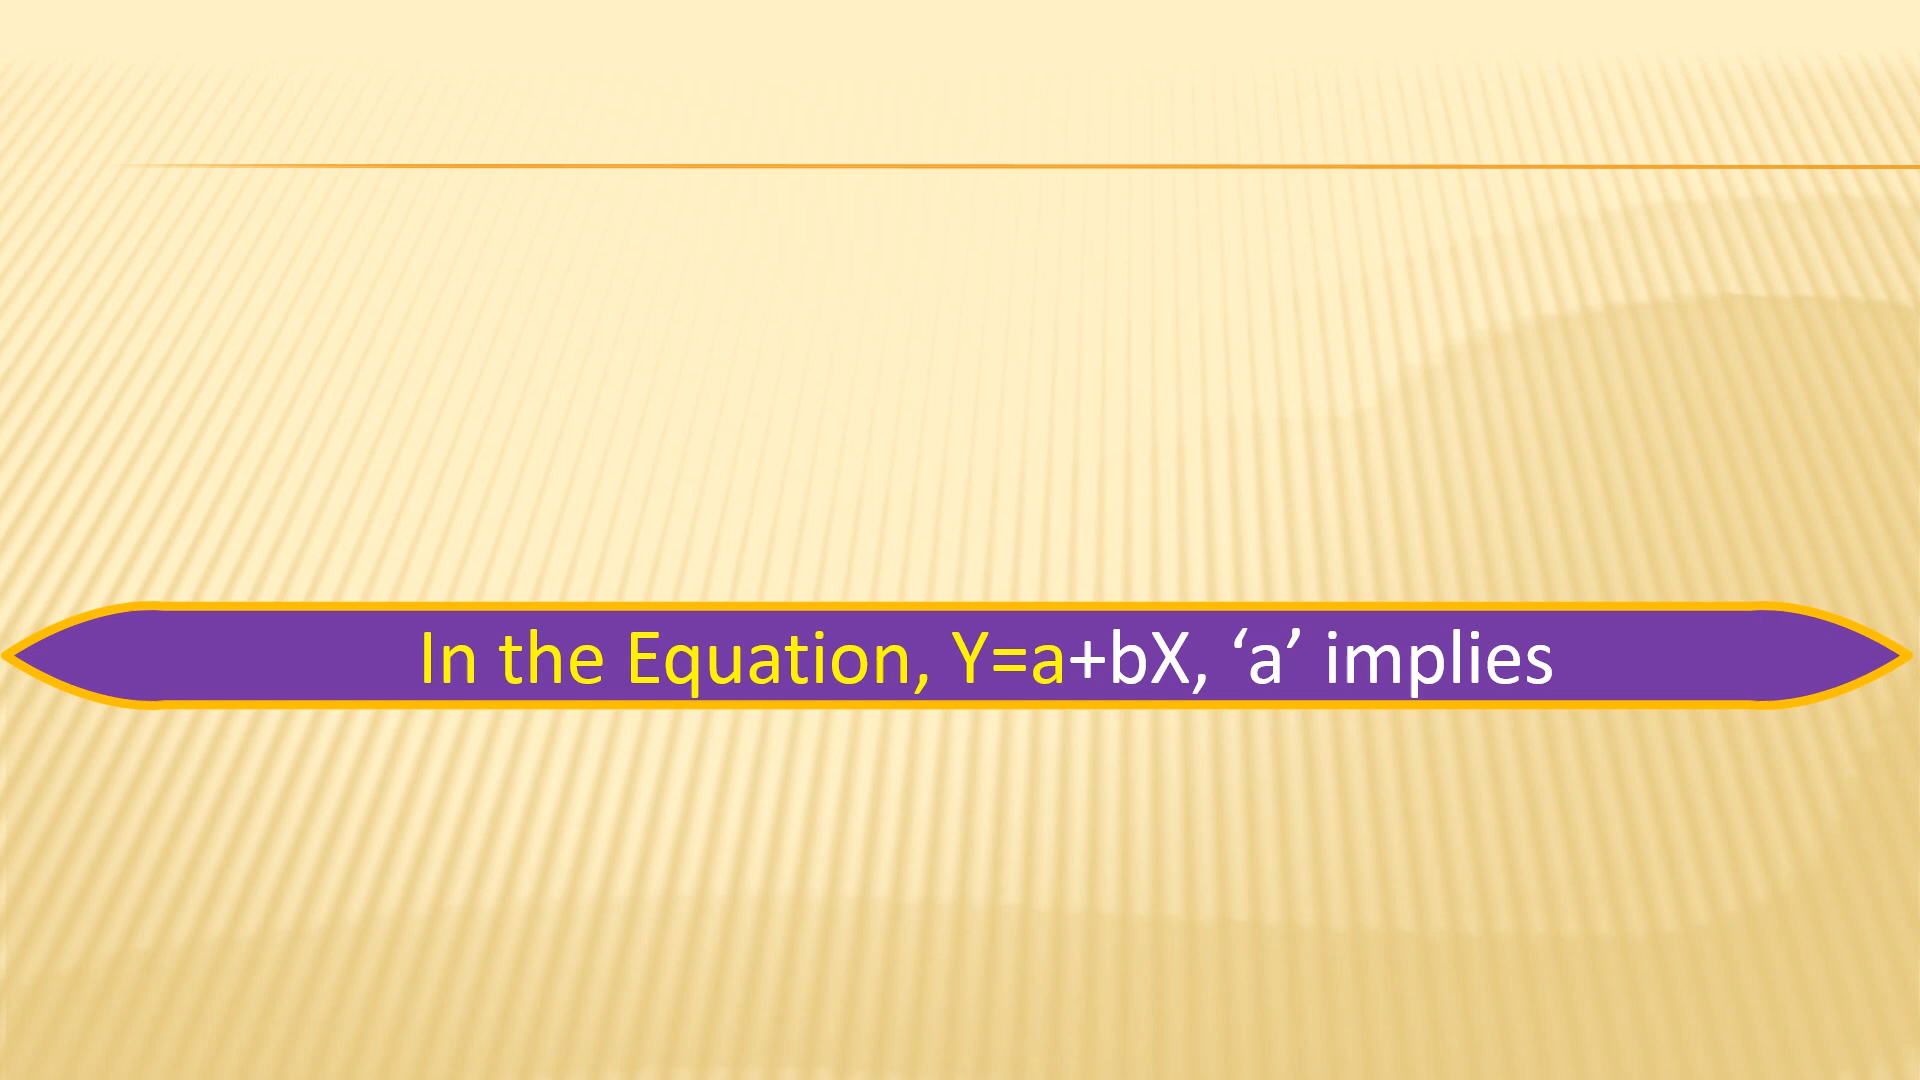 In the Equation, Y=a+bX, ‘a’ implies